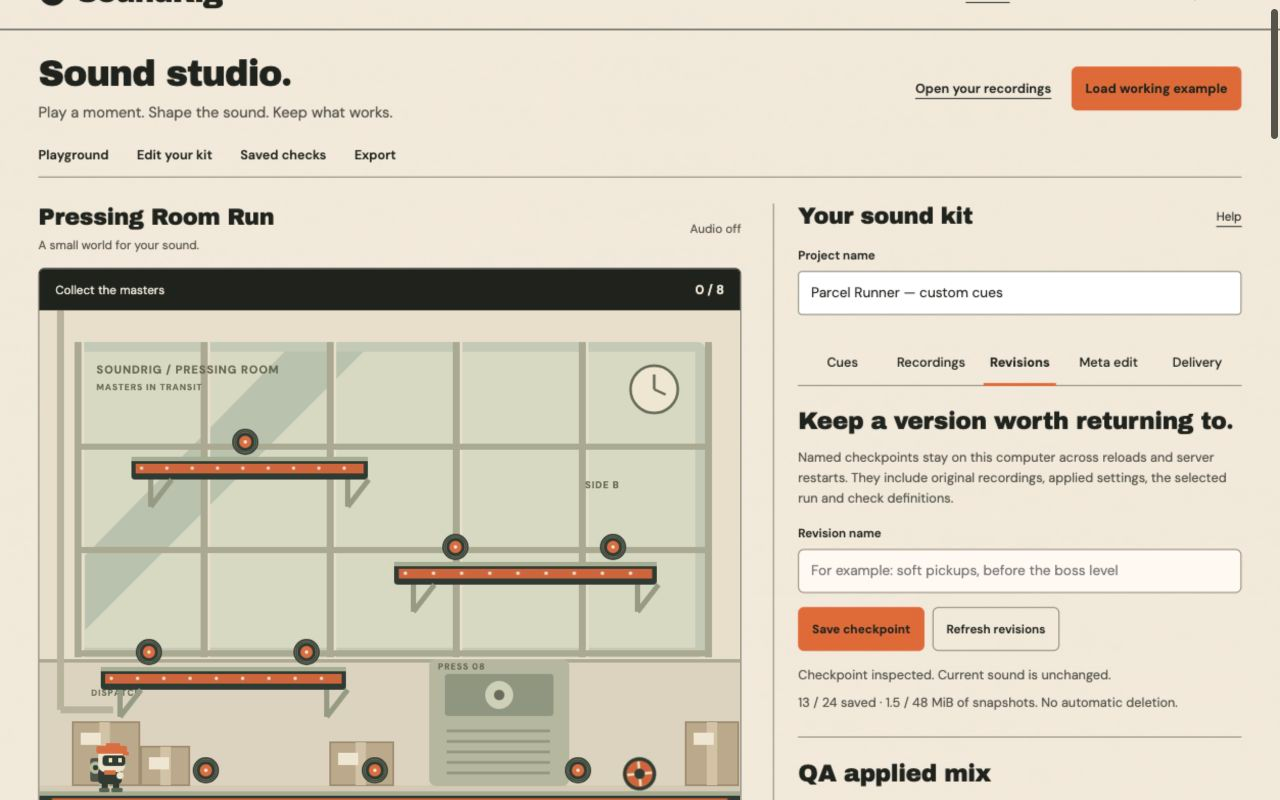 Soundrig
Sound studio.
Play a moment. Shape the sound. Keep what works.
Open your recordings
Load working example
Playground
Edit your kit
Saved checks
Export
Pressing Room Run
A small world for your sound.
Audio off
Collect the masters
0 / 8
SOUNDRIG / PRESSING ROOM
MASTERS IN TRANSIT
SIDE B
PRESS 08
DISPATCH
Your sound kit
Help
Project name
Parcel Runner — custom cues
Cues
Recordings
Revisions
Meta edit
Delivery
Keep a version worth returning to.
Named checkpoints stay on this computer across reloads and server
restarts. They include original recordings, applied settings, the selected
run and check definitions.
Revision name
For example: soft pickups, before the boss level
Save checkpoint
Refresh revisions
Checkpoint inspected. Current sound is unchanged.
13 / 24 saved · 1.5 / 48 MiB of snapshots. No automatic deletion.
QA applied mix